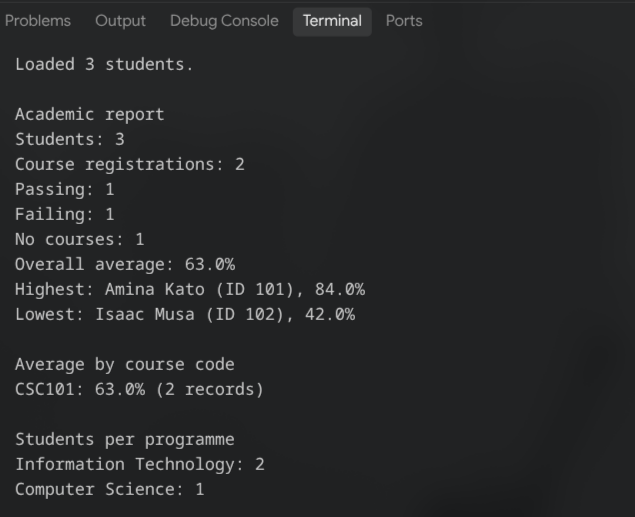 Problems Output Debug Console Terminal Ports
Loaded 3 students.
Academic report
Students: 3
Course registrations: 2
Passing: 1
Failing: 1
No courses: 1
Overall average: 63.0%
Highest: Amina Kato (ID 101), 84.0%
Lowest: Isaac Musa (ID 102), 42.0%
Average by course code
CSC101: 63.0% (2 records)
Students per programme
Information Technology: 2
Computer Science: 1